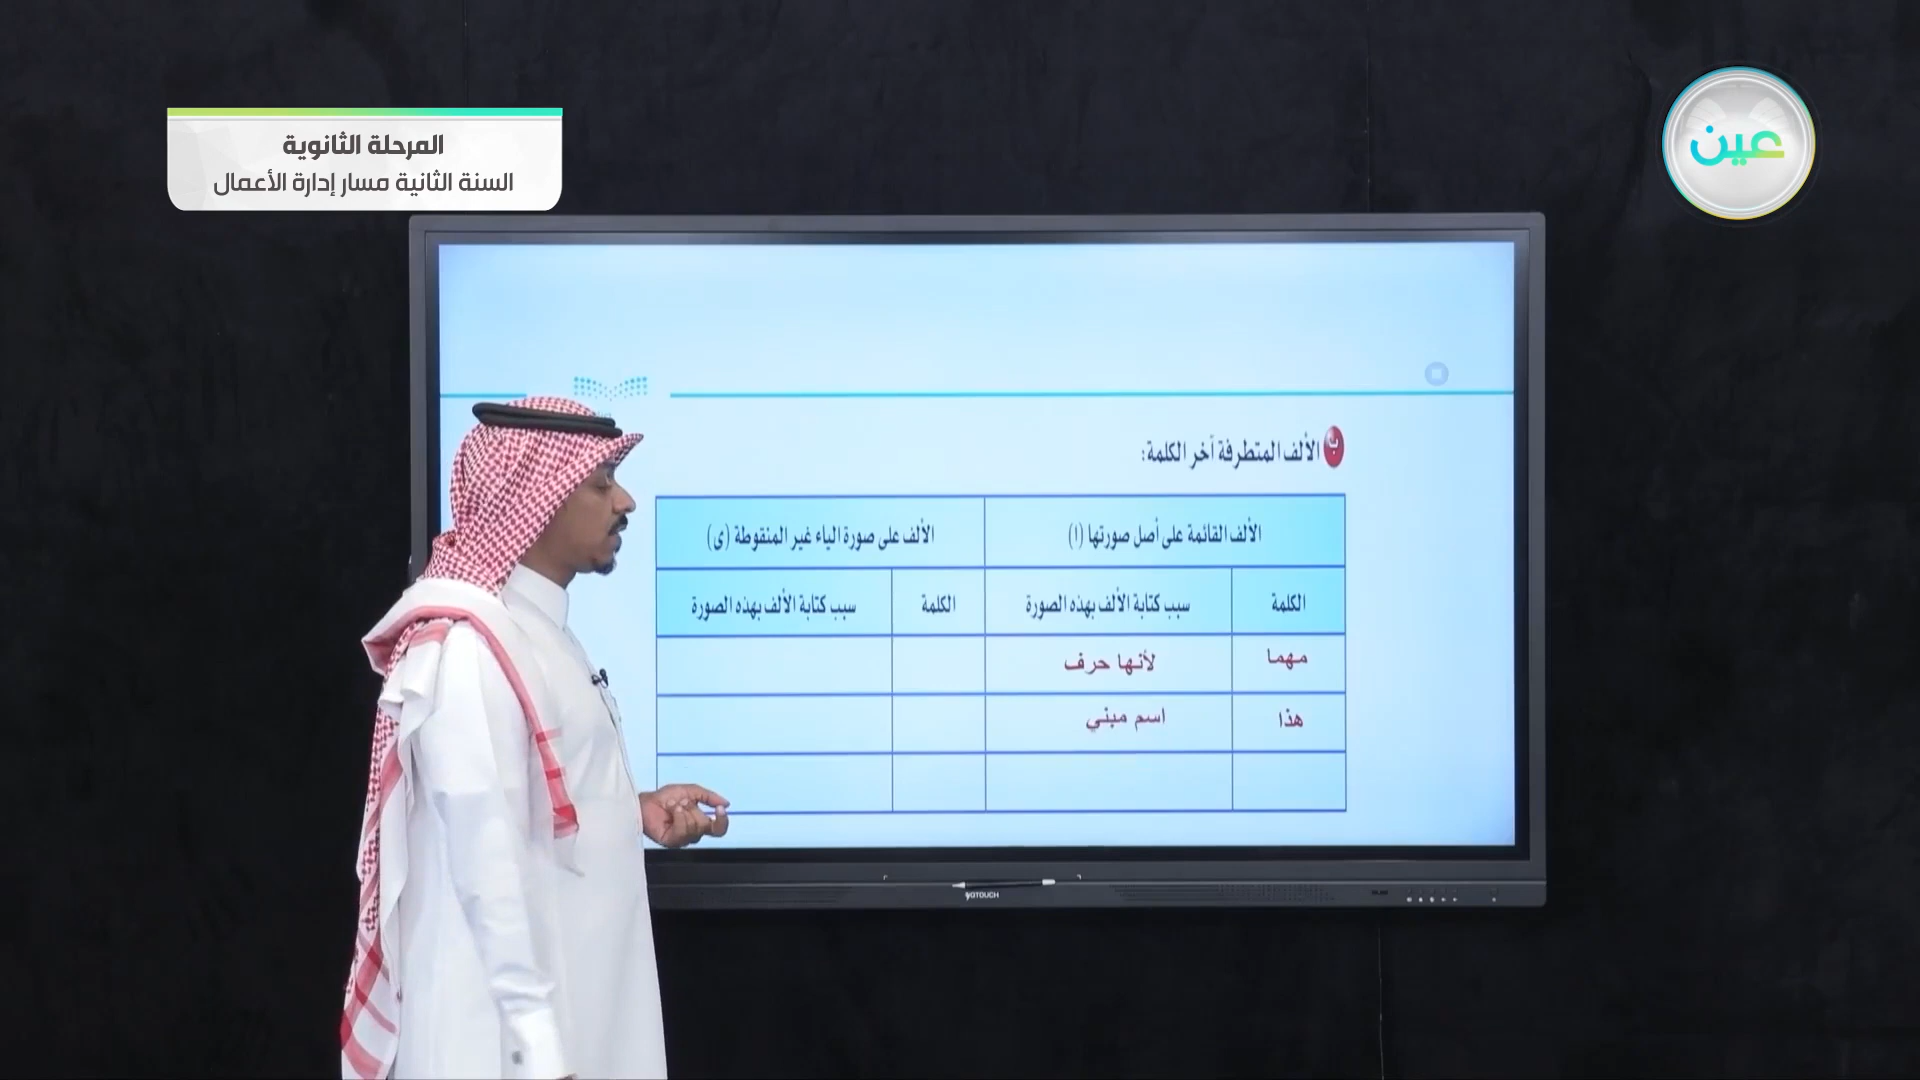 المرحلة الثانوية
السنة الثانية مسار إدارة الأعمال
عين
ب الألف المتطرفة آخر الكلمة:
الألف القائمة على أصل صورتها (ا) الألف على صورة الياء غير المنقوطة (ى)
الكلمة سبب كتابة الألف بهذه الصورة الكلمة سبب كتابة الألف بهذه الصورة
مهما لأنها حرف
هذا اسم مبني